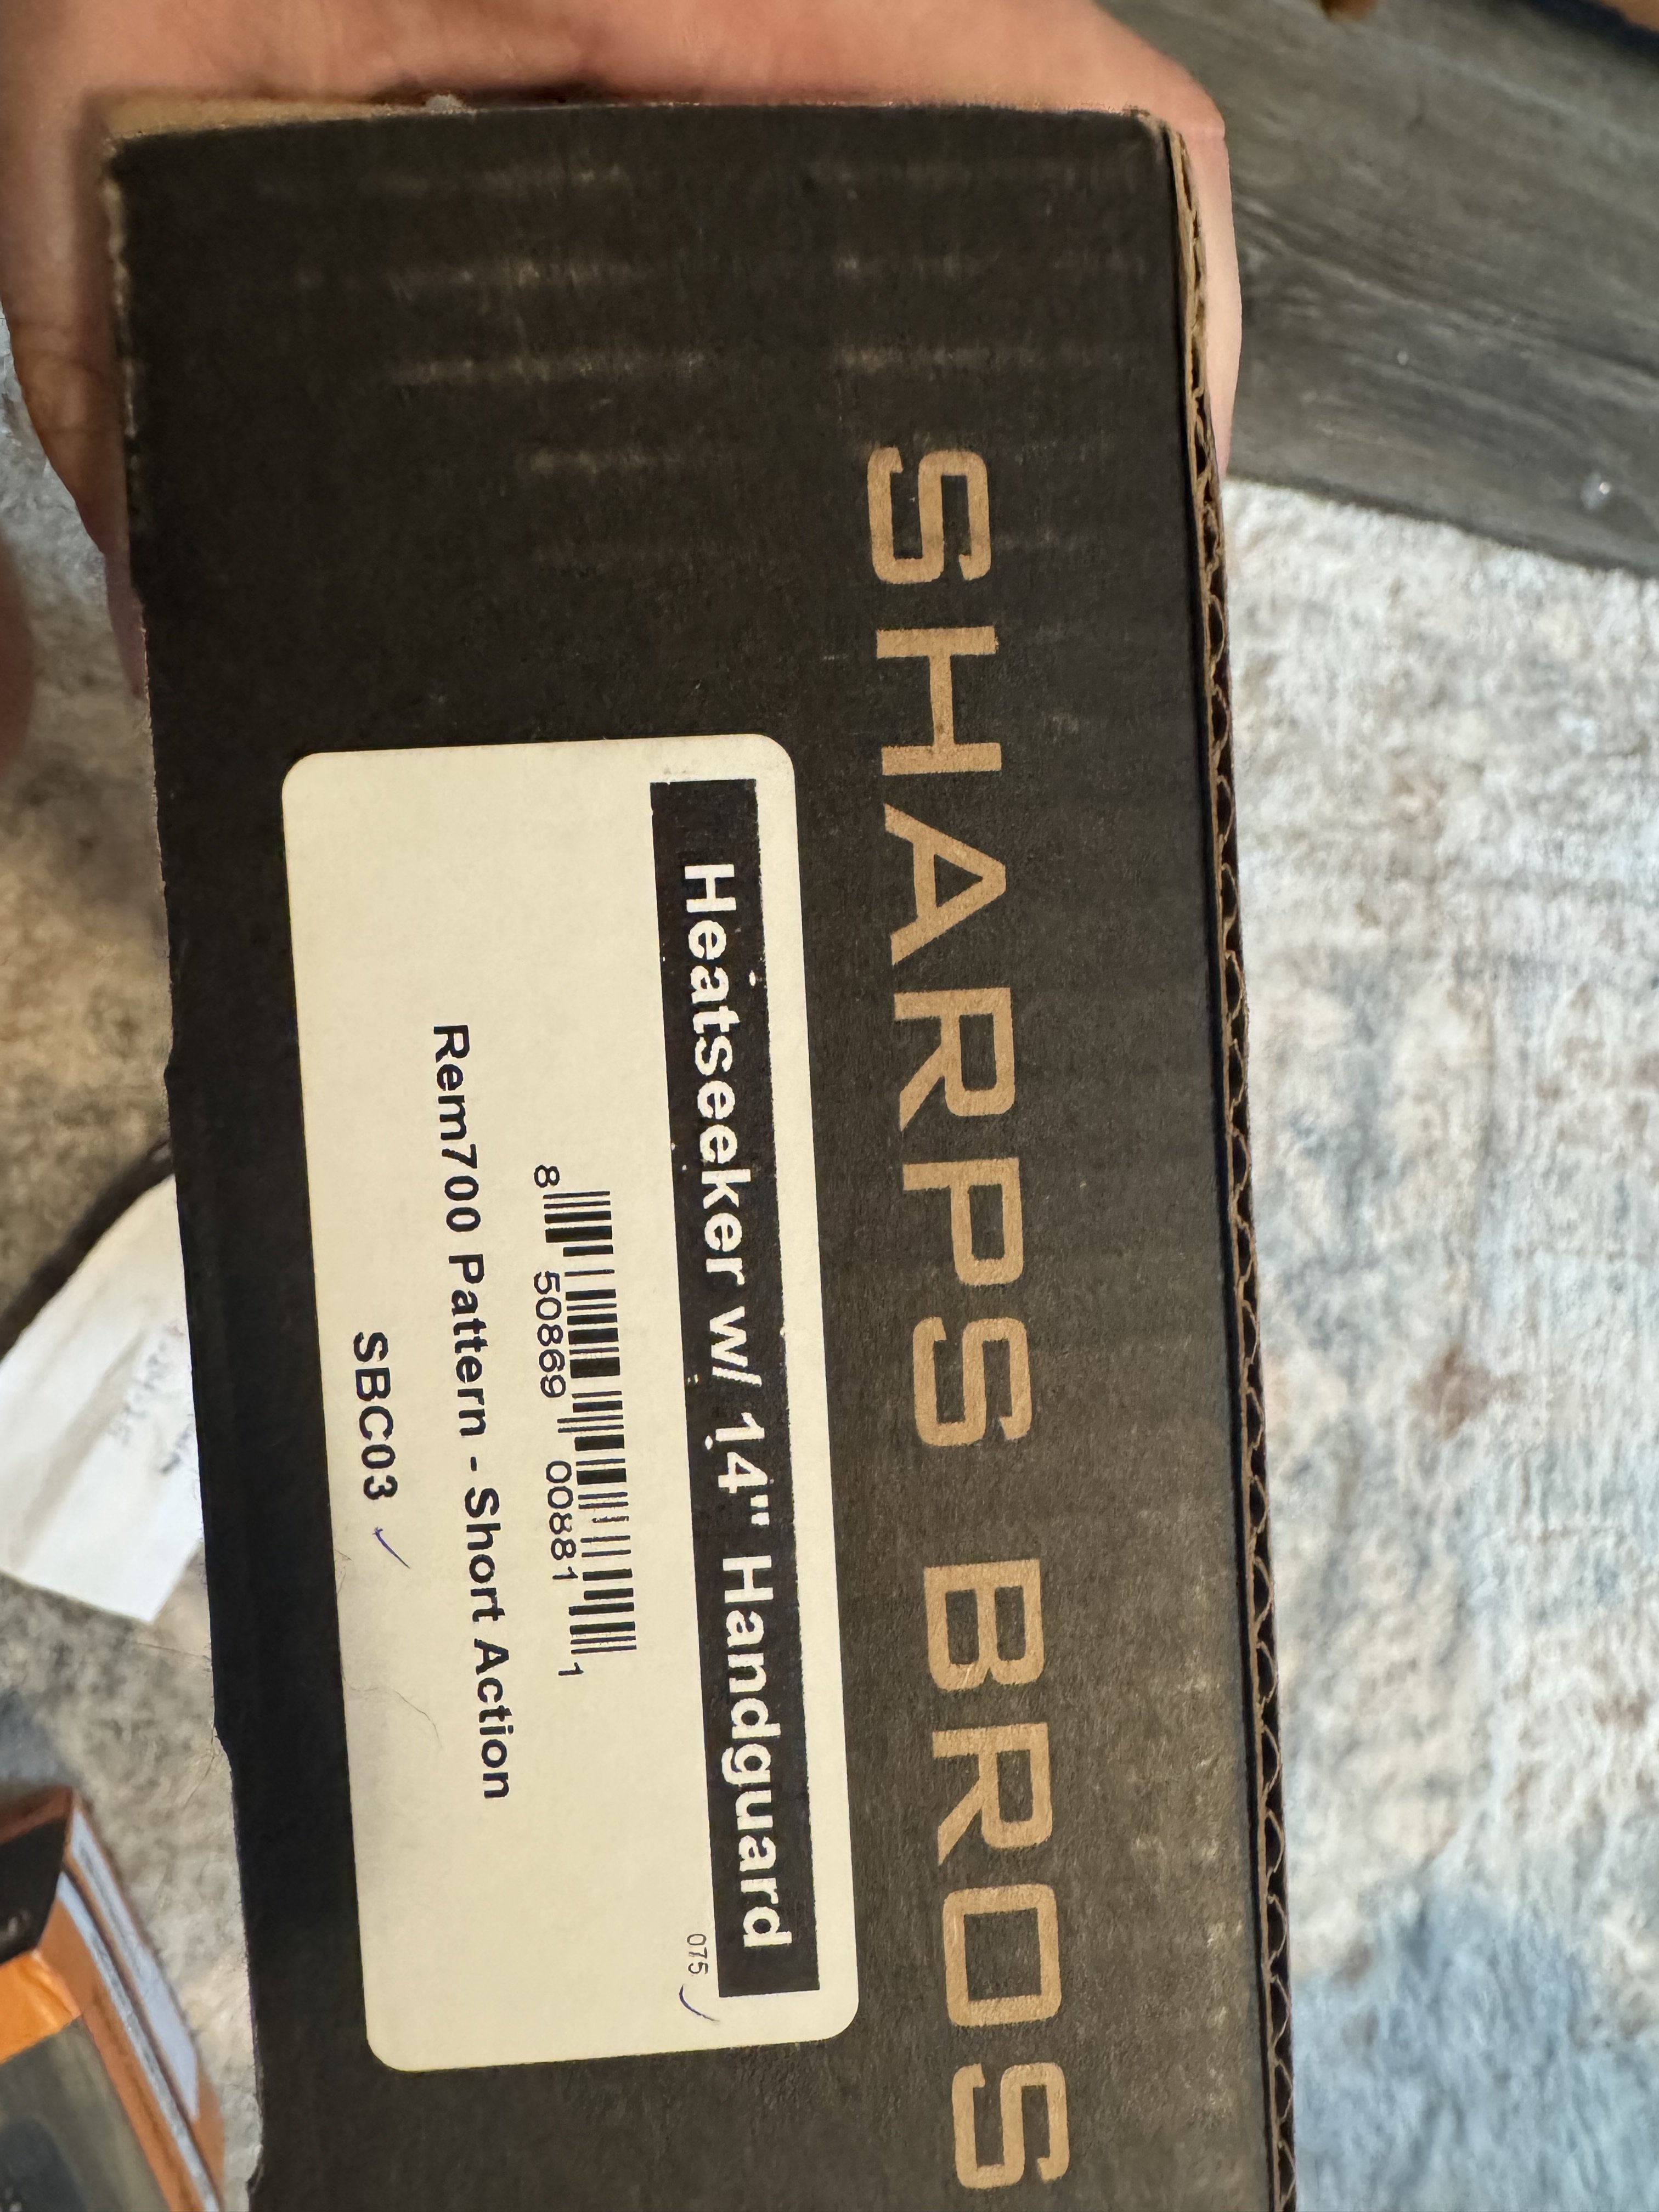 SHARPS BROS
Heatseeker w/ 14" Handguard
075
8 50869 00881 1
Rem700 Pattern - Short Action
SBC03